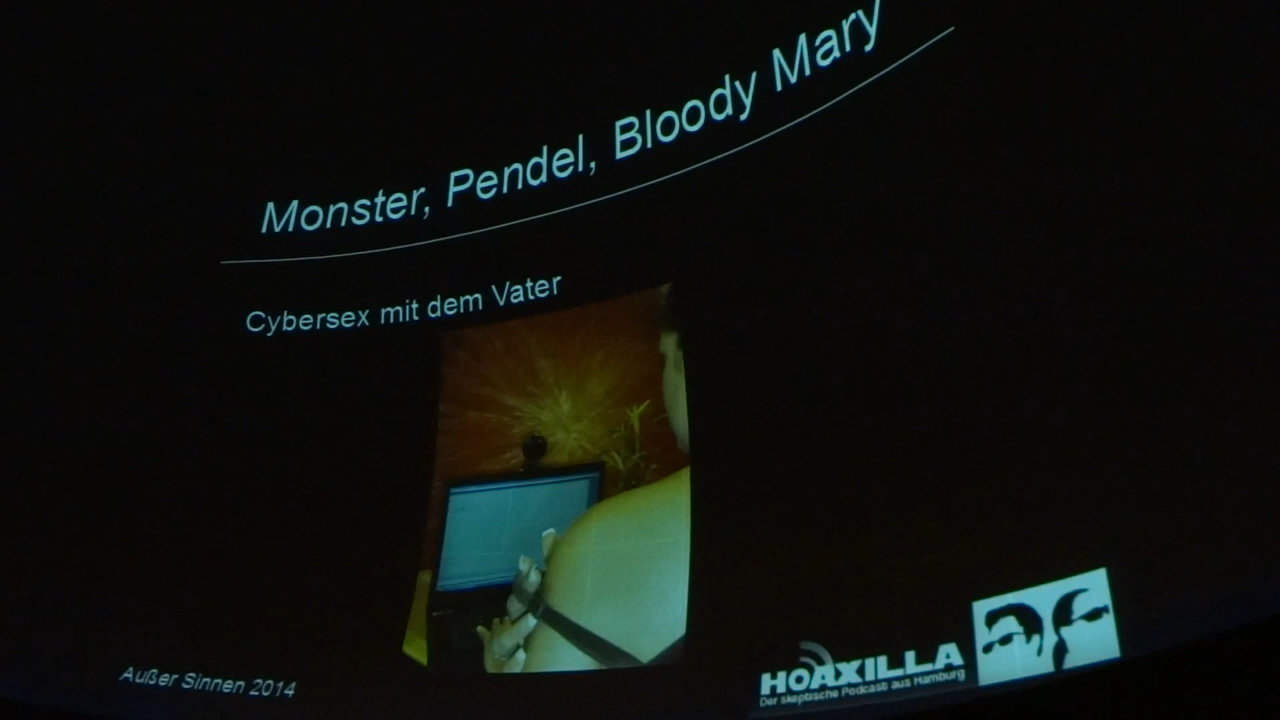 Monster, Pendel, Bloody Mary
Cybersex mit dem Vater
Außer Sinnen 2014
HOAXILLA
Der skeptische Podcast aus Hamburg